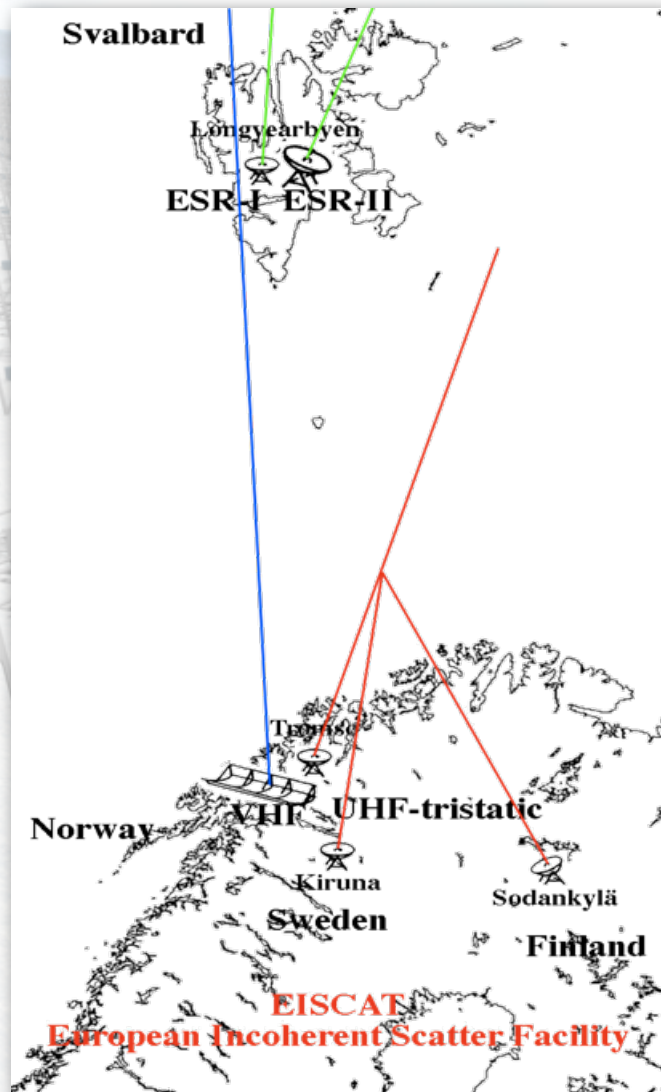 Svalbard
Longyearbyen
ESR-I ESR-II
Tromsø
VHF UHF-tristatic
Norway
Kiruna
Sodankylä
Sweden
Finland
EISCAT
European Incoherent Scatter Facility